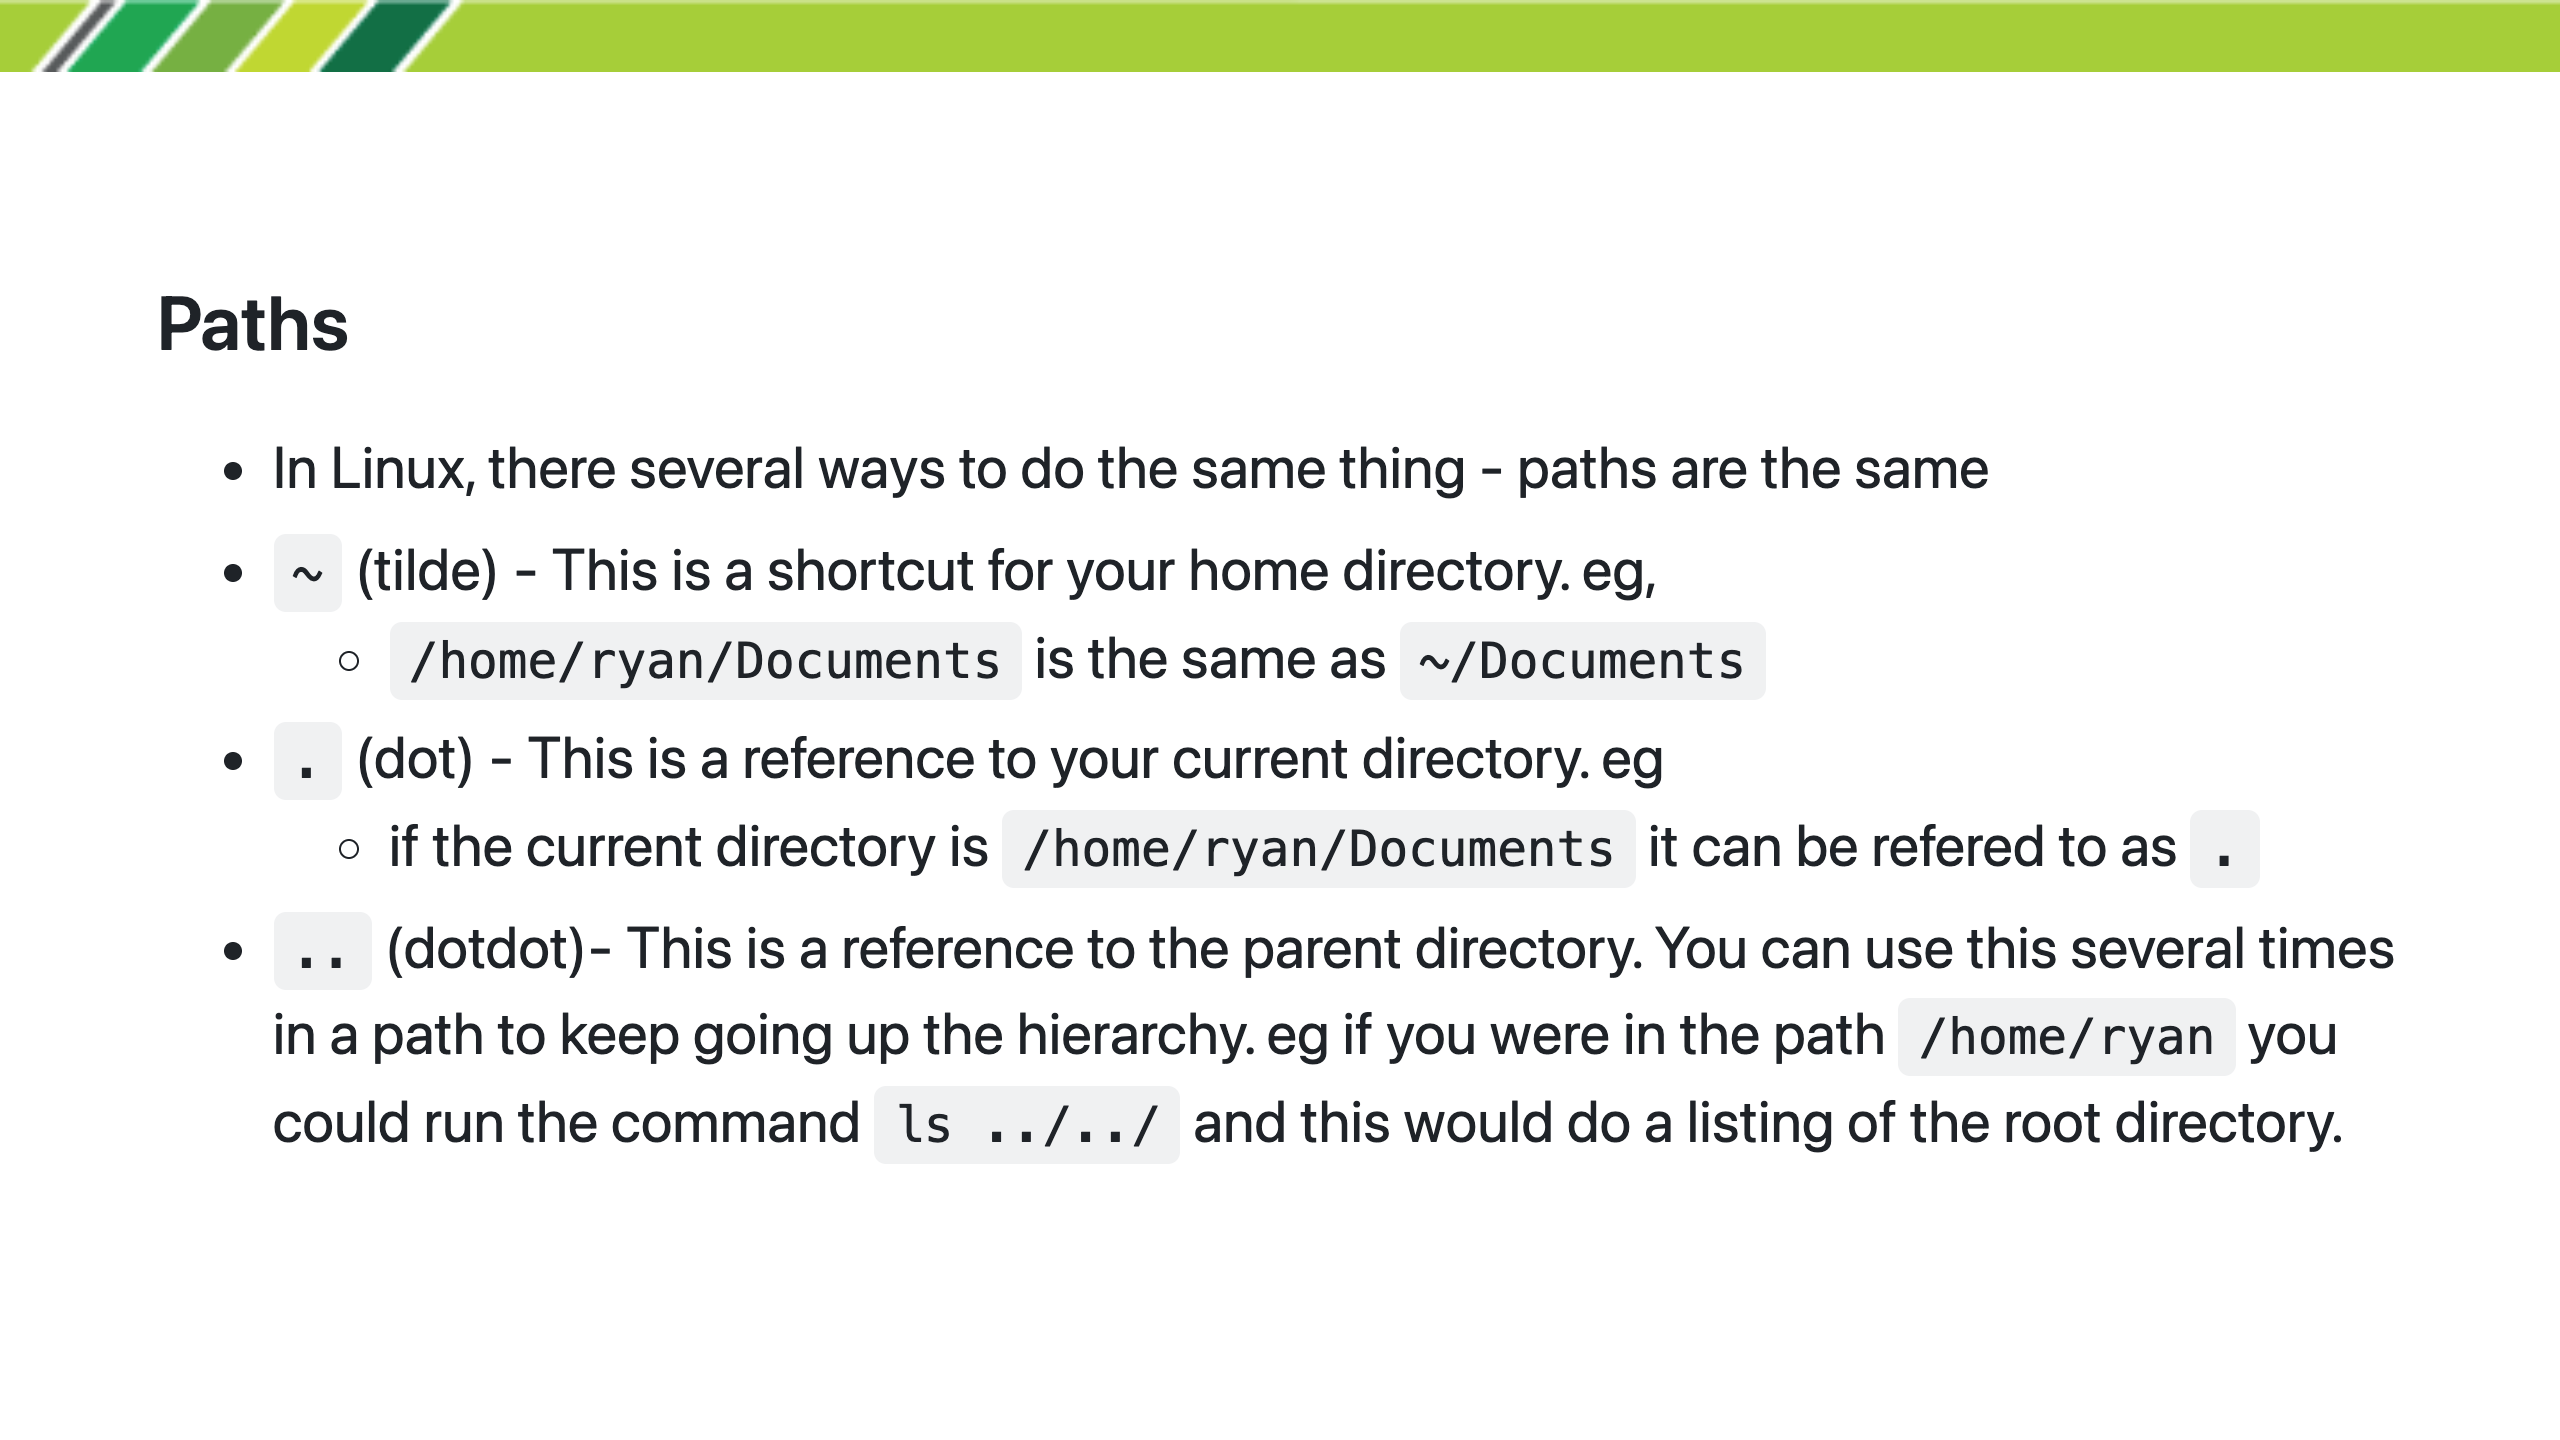 Paths
In Linux, there several ways to do the same thing - paths are the same
~ (tilde) - This is a shortcut for your home directory. eg,
/home/ryan/Documents is the same as ~/Documents
. (dot) - This is a reference to your current directory. eg
if the current directory is /home/ryan/Documents it can be refered to as .
.. (dotdot)- This is a reference to the parent directory. You can use this several times
in a path to keep going up the hierarchy. eg if you were in the path /home/ryan you
could run the command ls ../../ and this would do a listing of the root directory.